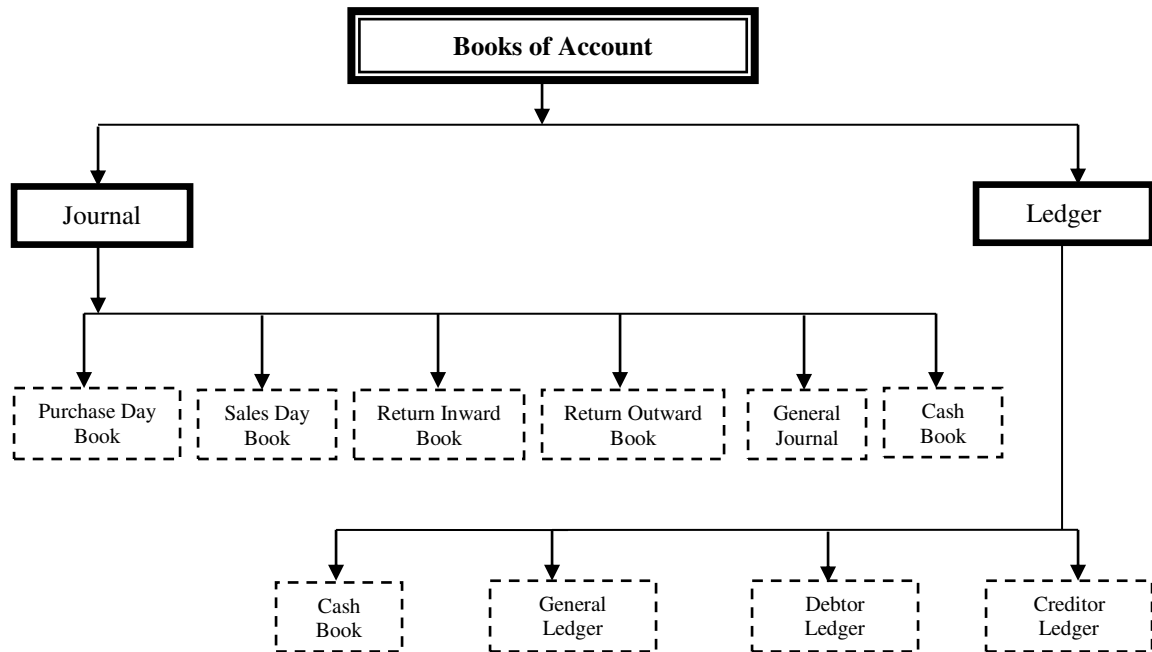 Books of Account
Journal
Ledger
Purchase Day
Book
Sales Day
Book
Return Inward
Book
Return Outward
Book
General
Journal
Cash
Book
Cash
Book
General
Ledger
Debtor
Ledger
Creditor
Ledger